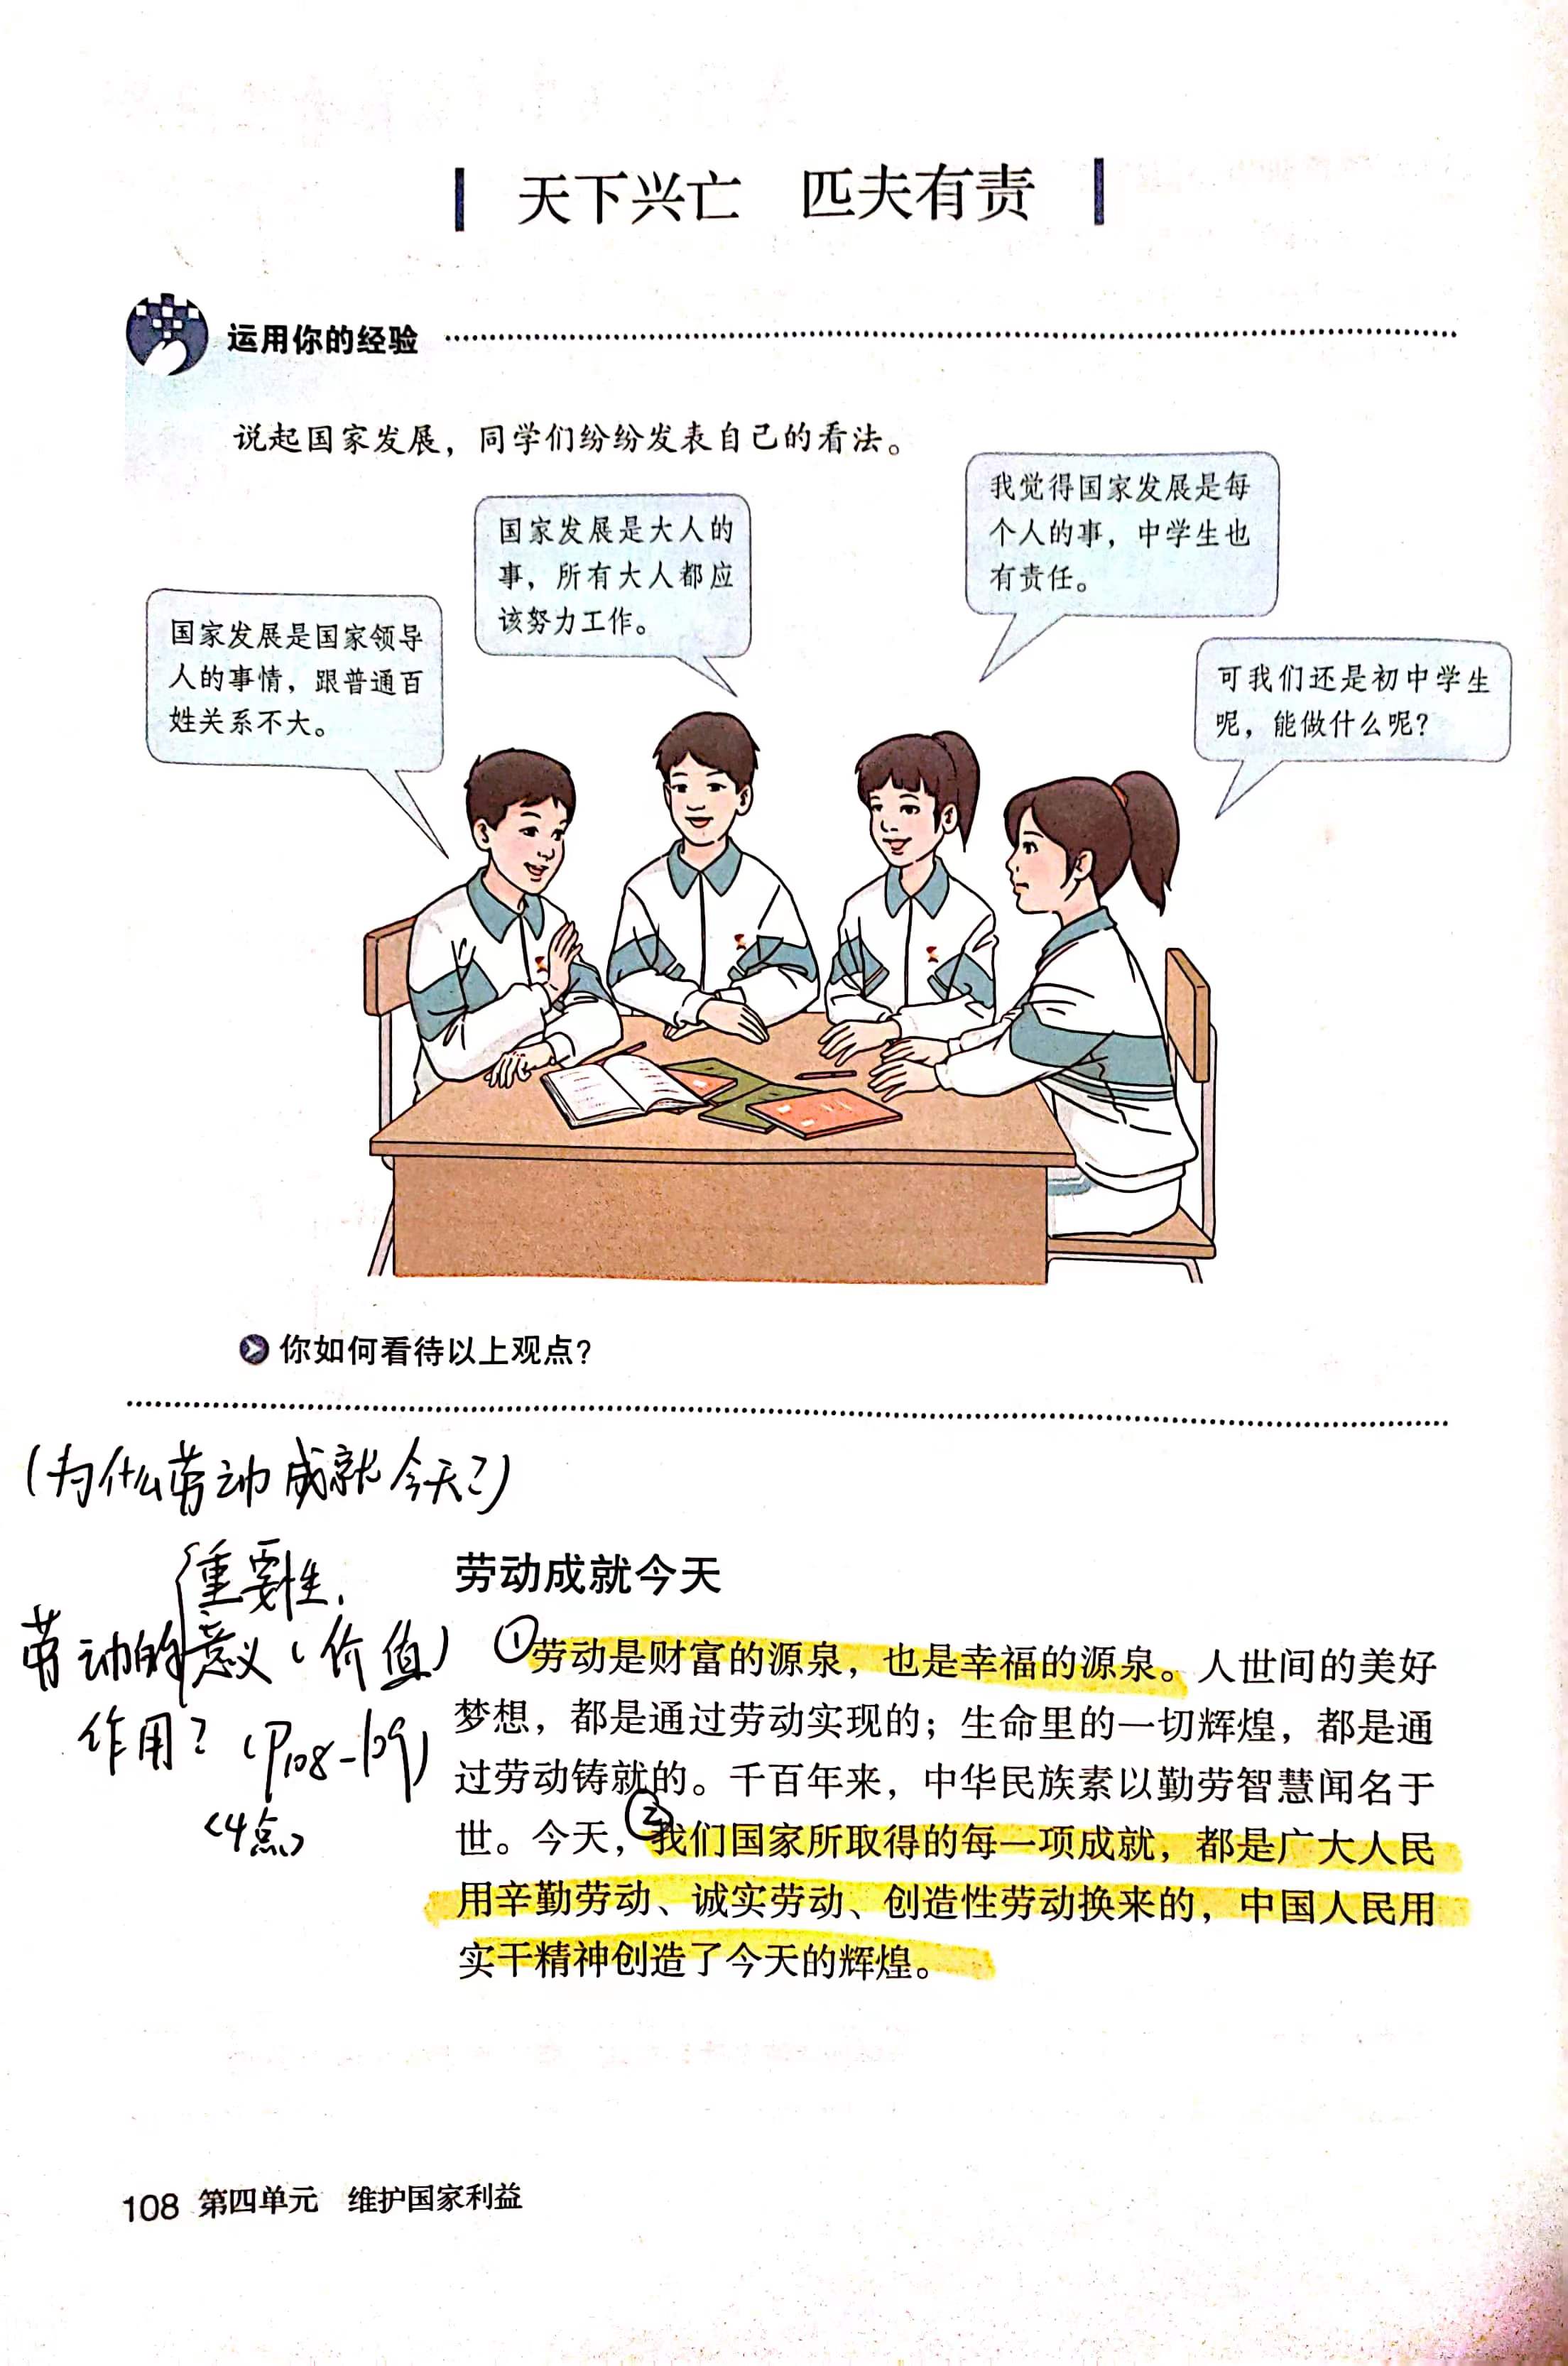 天下兴亡 匹夫有责
运用你的经验
说起国家发展，同学们纷纷发表自己的看法。
国家发展是国家领导
人的事情，跟普通百
姓关系不大。
国家发展是大人的
事，所有大人都应
该努力工作。
我觉得国家发展是每
个人的事，中学生也
有责任。
可我们还是初中学生
呢，能做什么呢？
你如何看待以上观点？
(为什么劳动成就今天？)
重要性.
劳动的意义(价值)
作用？(P108-109)
<4点>
劳动成就今天
①劳动是财富的源泉，也是幸福的源泉。人世间的美好
梦想，都是通过劳动实现的；生命里的一切辉煌，都是通
过劳动铸就的。千百年来，中华民族素以勤劳智慧闻名于
世。今天，②我们国家所取得的每一项成就，都是广大人民
用辛勤劳动、诚实劳动、创造性劳动换来的，中国人民用
实干精神创造了今天的辉煌。
108 第四单元 维护国家利益